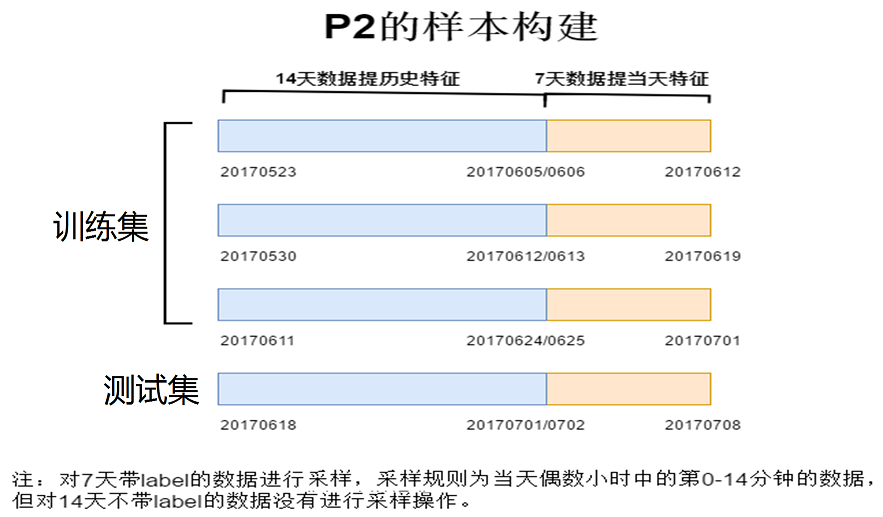 P2的样本构建
14天数据提历史特征 7天数据提当天特征
20170523 20170605/0606 20170612
训练集
20170530 20170612/0613 20170619
20170611 20170624/0625 20170701
测试集
20170618 20170701/0702 20170708
注：对7天带label的数据进行采样，采样规则为当天偶数小时中的第0-14分钟的数据，
但对14天不带label的数据没有进行采样操作。